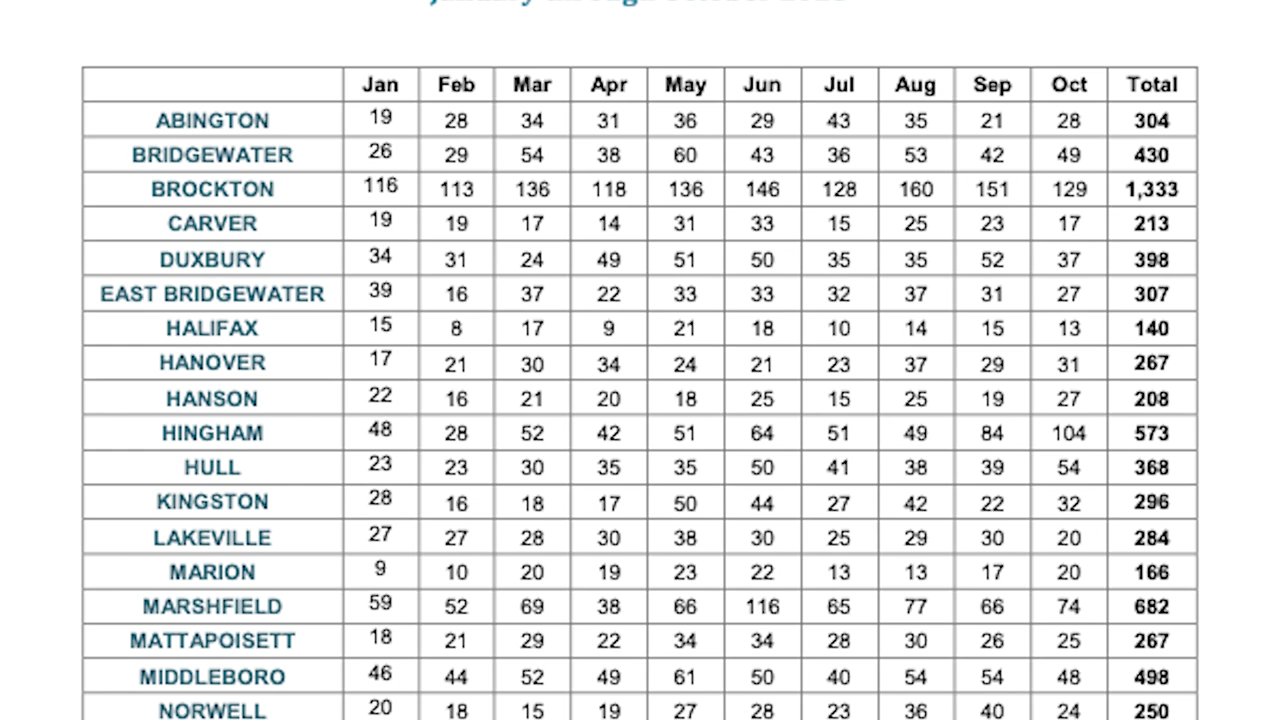 Jan Feb Mar Apr May Jun Jul Aug Sep Oct Total
ABINGTON 19 28 34 31 36 29 43 35 21 28 304
BRIDGEWATER 26 29 54 38 60 43 36 53 42 49 430
BROCKTON 116 113 136 118 136 146 128 160 151 129 1,333
CARVER 19 19 17 14 31 33 15 25 23 17 213
DUXBURY 34 31 24 49 51 50 35 35 52 37 398
EAST BRIDGEWATER 39 16 37 22 33 33 32 37 31 27 307
HALIFAX 15 8 17 9 21 18 10 14 15 13 140
HANOVER 17 21 30 34 24 21 23 37 29 31 267
HANSON 22 16 21 20 18 25 15 25 19 27 208
HINGHAM 48 28 52 42 51 64 51 49 84 104 573
HULL 23 23 30 35 35 50 41 38 39 54 368
KINGSTON 28 16 18 17 50 44 27 42 22 32 296
LAKEVILLE 27 27 28 30 38 30 25 29 30 20 284
MARION 9 10 20 19 23 22 13 13 17 20 166
MARSHFIELD 59 52 69 38 66 116 65 77 66 74 682
MATTAPOISETT 18 21 29 22 34 34 28 30 26 25 267
MIDDLEBORO 46 44 52 49 61 50 40 54 54 48 498
NORWELL 20 18 15 19 27 28 23 36 40 24 250